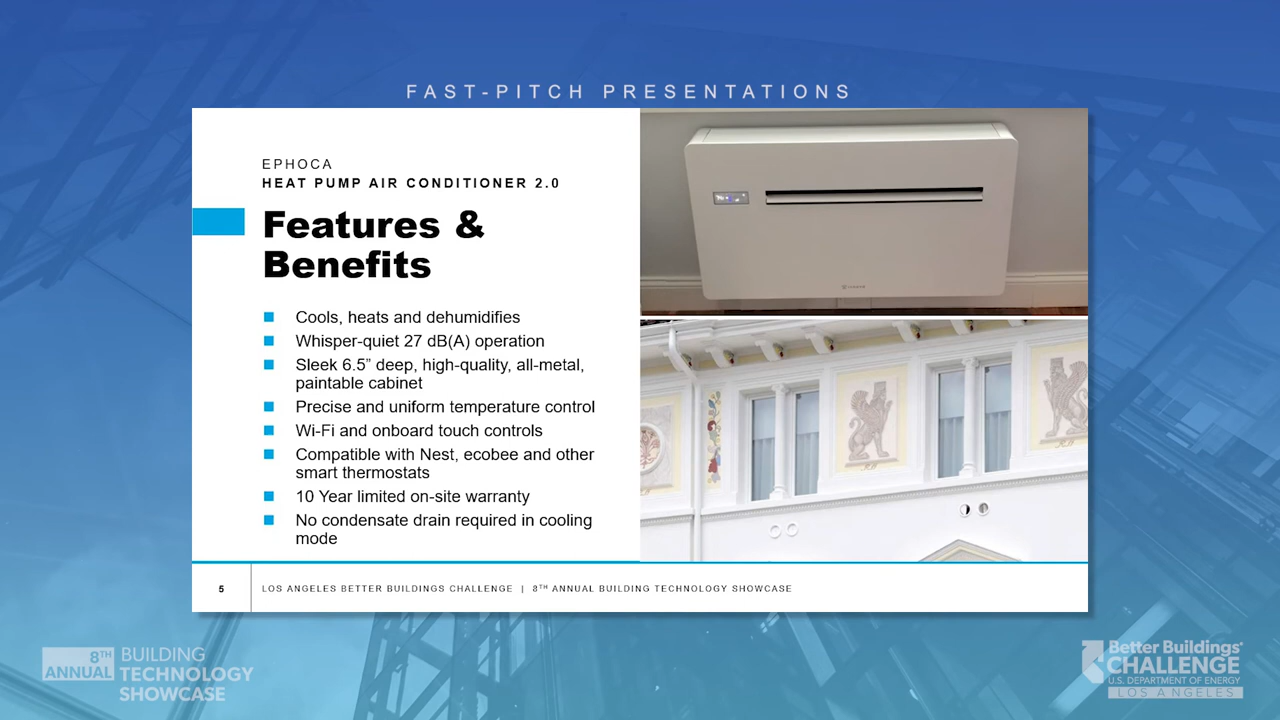 FAST-PITCH PRESENTATIONS
EPHOCA
HEAT PUMP AIR CONDITIONER 2.0
Features &
Benefits
Cools, heats and dehumidifies
Whisper-quiet 27 dB(A) operation
Sleek 6.5” deep, high-quality, all-metal,
paintable cabinet
Precise and uniform temperature control
Wi-Fi and onboard touch controls
Compatible with Nest, ecobee and other
smart thermostats
10 Year limited on-site warranty
No condensate drain required in cooling
mode
5
LOS ANGELES BETTER BUILDINGS CHALLENGE | 8TH ANNUAL BUILDING TECHNOLOGY SHOWCASE
8TH
ANNUAL
BUILDING
TECHNOLOGY
SHOWCASE
Better Buildings®
CHALLENGE
U.S. DEPARTMENT OF ENERGY
LOS ANGELES